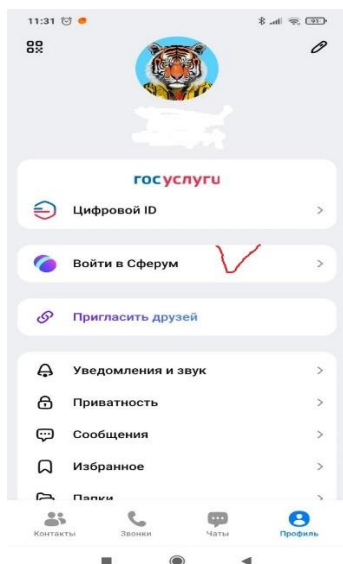 11:31
91
госуслуги
Цифровой ID
Войти в Сферум
Пригласить друзей
Уведомления и звук
Приватность
Сообщения
Избранное
Папки
Контакты Звонки Чаты Профиль